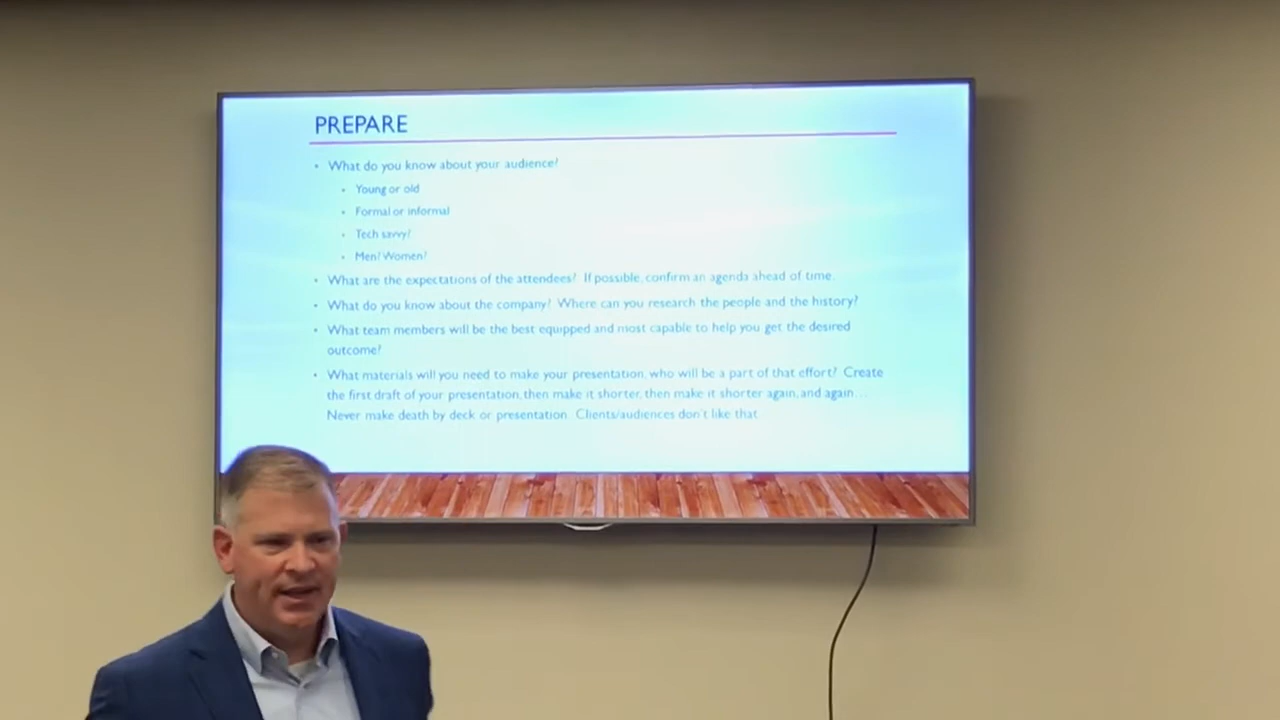 PREPARE
• What do you know about your audience?
• Young or old
• Formal or informal
• Tech savvy?
• Men? Women?
• What are the expectations of the attendees? If possible, confirm an agenda ahead of time.
• What do you know about the company? Where can you research the people and the history?
• What team members will be the best equipped and most capable to help you get the desired
outcome?
• What materials will you need to make your presentation, who will be a part of that effort? Create
the first draft of your presentation, then make it shorter, then make it shorter again, and again…
Never make death by deck or presentation. Clients/audiences don't like that.